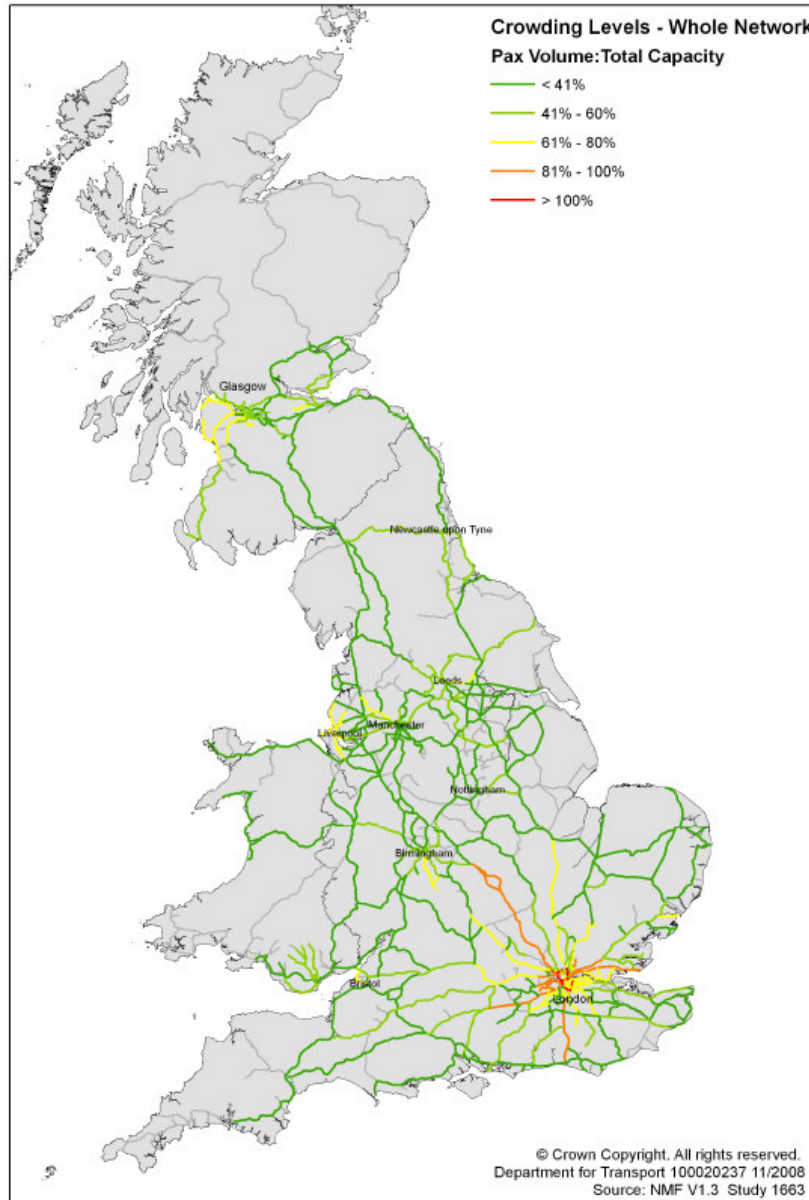 Crowding Levels - Whole Network
Pax Volume:Total Capacity
< 41%
41% - 60%
61% - 80%
81% - 100%
> 100%
Glasgow
Newcastle upon Tyne
Leeds
Manchester
Liverpool
Nottingham
Birmingham
Bristol
London
© Crown Copyright. All rights reserved.
Department for Transport 100020237 11/2008
Source: NMF V1.3 Study 1663